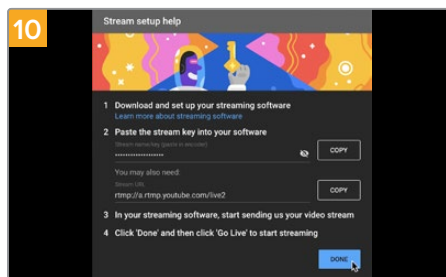 10
Stream setup help
1 Download and set up your streaming software
Learn more about streaming software
2 Paste the stream key into your software
Stream name/key (paste in encoder)
•••••••••••••••••••
COPY
You may also need:
Stream URL
rtmp://a.rtmp.youtube.com/live2
COPY
3 In your streaming software, start sending us your video stream
4 Click 'Done' and then click 'Go Live' to start streaming
DONE